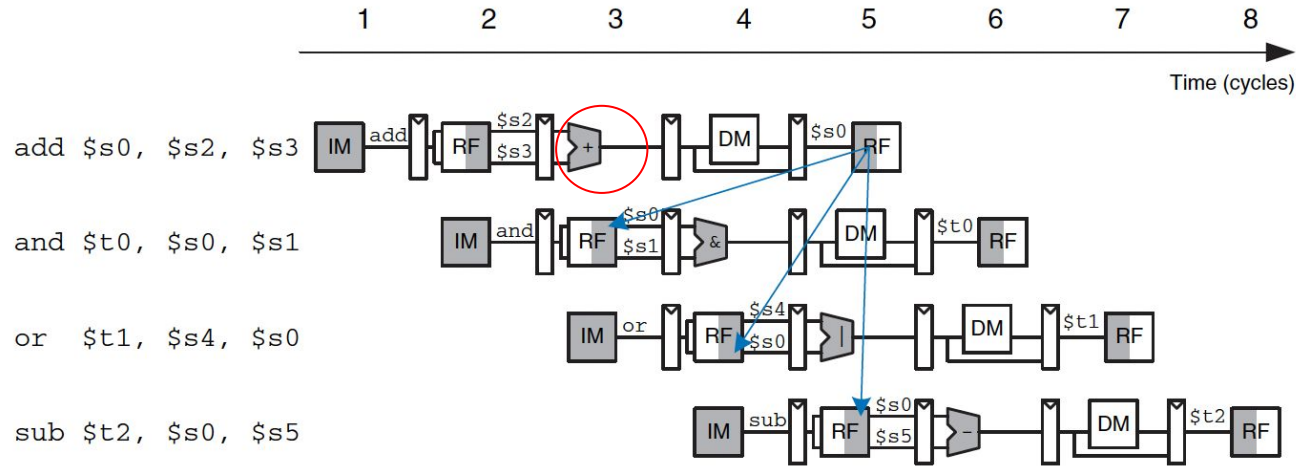 1 2 3 4 5 6 7 8
Time (cycles)
add $s0, $s2, $s3 IM add RF $s2 $s3 + DM $s0 RF
and $t0, $s0, $s1 IM and RF $s0 $s1 & DM $t0 RF
or $t1, $s4, $s0 IM or RF $s4 $s0 | DM $t1 RF
sub $t2, $s0, $s5 IM sub RF $s0 $s5 - DM $t2 RF